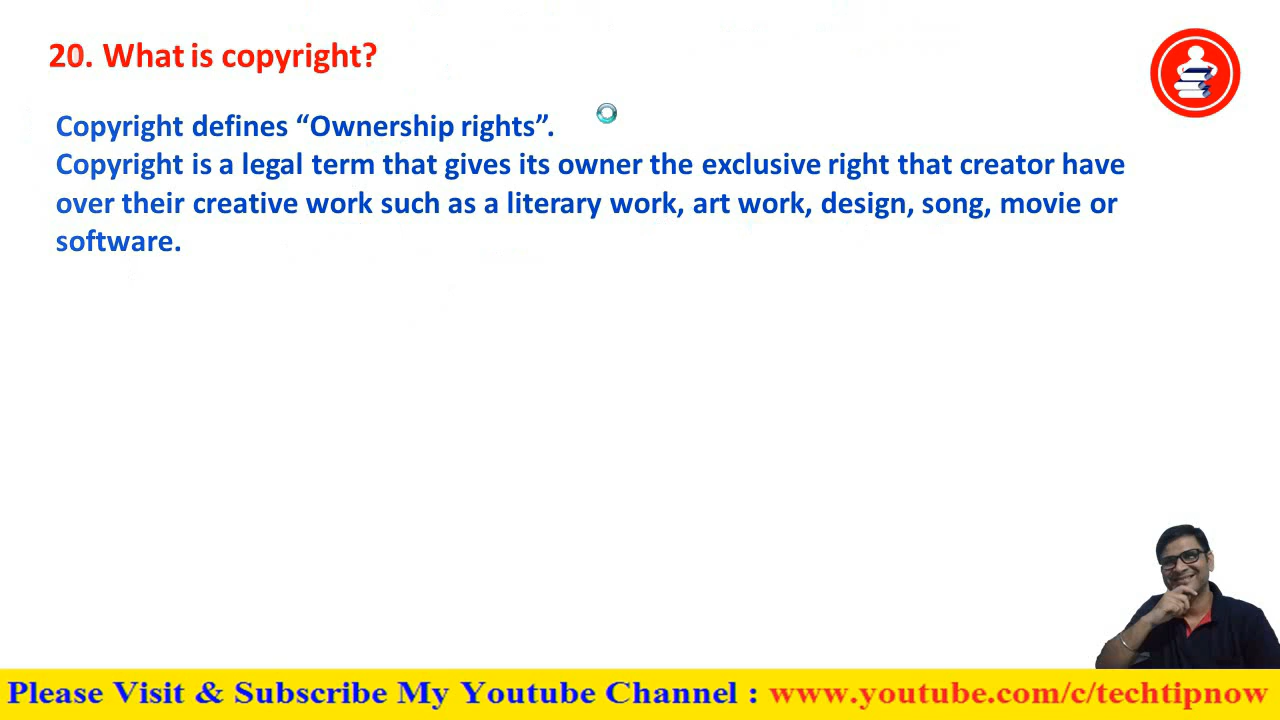 20. What is copyright?
Copyright defines “Ownership rights”.
Copyright is a legal term that gives its owner the exclusive right that creator have
over their creative work such as a literary work, art work, design, song, movie or
software.
Please Visit & Subscribe My Youtube Channel : www.youtube.com/c/techtipnow